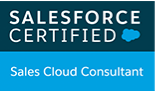 SALESFORCE
CERTIFIED
Sales Cloud Consultant